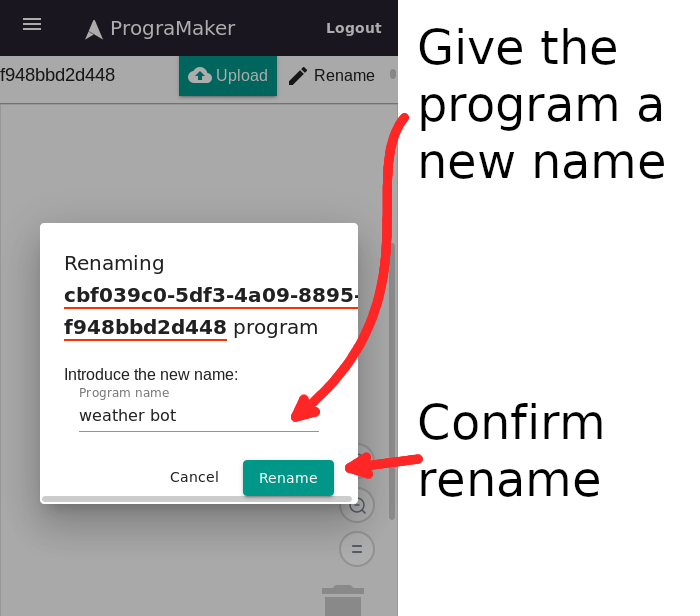 PrograMaker
Logout
f948bbd2d448
Upload
Rename
Give the
program a
new name
Renaming
cbf039c0-5df3-4a09-8895-
f948bbd2d448 program
Introduce the new name:
Program name
weather bot
Cancel
Rename
Confirm
rename